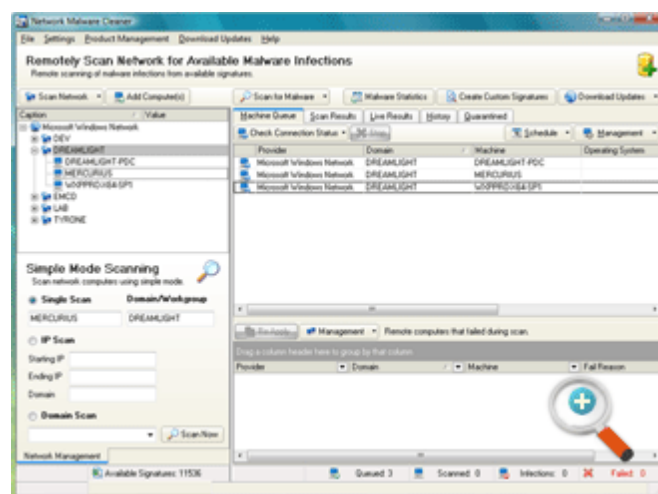 Network Malware Cleaner
File Settings Product Management Download Updates Help
Remotely Scan Network for Available Malware Infections
Remote scanning of malware infections from available signatures.
Scan Network Add Computer(s)
Scan for Malware Malware Statistics Create Custom Signatures Download Updates
Caption Value
Machine Queue Scan Results Live Results History Quarantined
Microsoft Windows Network
DEV
DREAMLIGHT
DREAMLIGHT-PDC
MERCURIUS
WXPPROX64SP1
EMCO
LAB
TYRONE
Check Connection Status Schedule Management
Provider Domain Machine Operating System
Microsoft Windows Network DREAMLIGHT DREAMLIGHT-PDC
Microsoft Windows Network DREAMLIGHT MERCURIUS
Microsoft Windows Network DREAMLIGHT WXPPROX64SP1
Simple Mode Scanning
Scan network computers using simple mode.
Single Scan Domain/Workgroup
MERCURIUS DREAMLIGHT
IP Scan
Starting IP
Ending IP
Domain
Domain Scan
Scan Now
Network Management
Re-Apply Management Remote computers that failed during scan.
Drag a column header here to group by that column
Provider Domain Machine Fail Reason
Available Signatures: 11536
Queued 3 Scanned 0 Infections: 0 Failed: 0